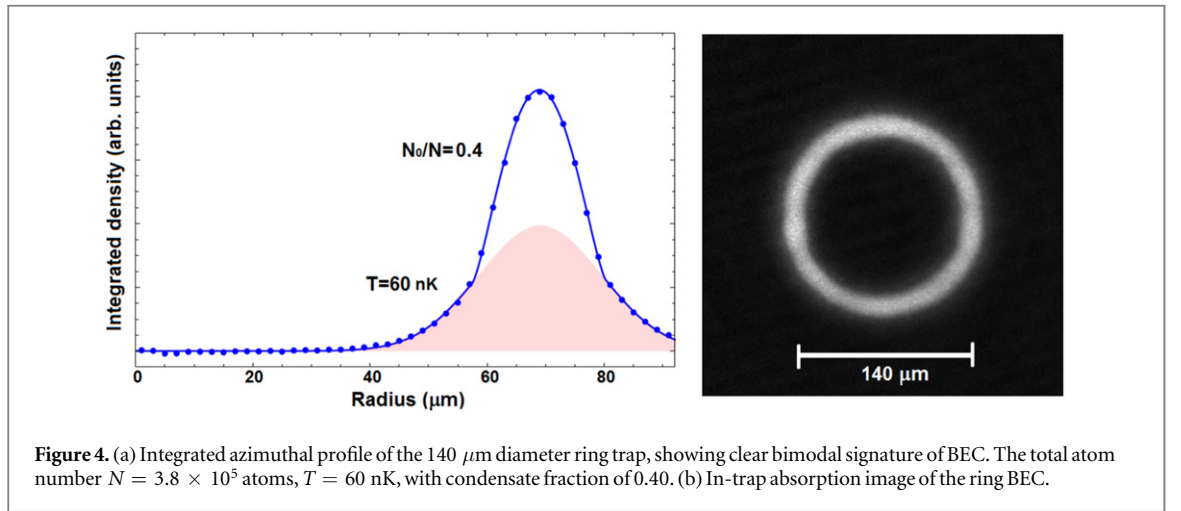 Integrated density (arb. units)
N₀/N=0.4
T=60 nK
0 20 40 60 80
Radius (μm)
140 μm
Figure 4. (a) Integrated azimuthal profile of the 140 μm diameter ring trap, showing clear bimodal signature of BEC. The total atom
number N = 3.8 × 10⁵ atoms, T = 60 nK, with condensate fraction of 0.40. (b) In-trap absorption image of the ring BEC.